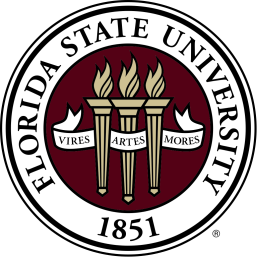 FLORIDA STATE UNIVERSITY
VIRES ARTES MORES
1851
®